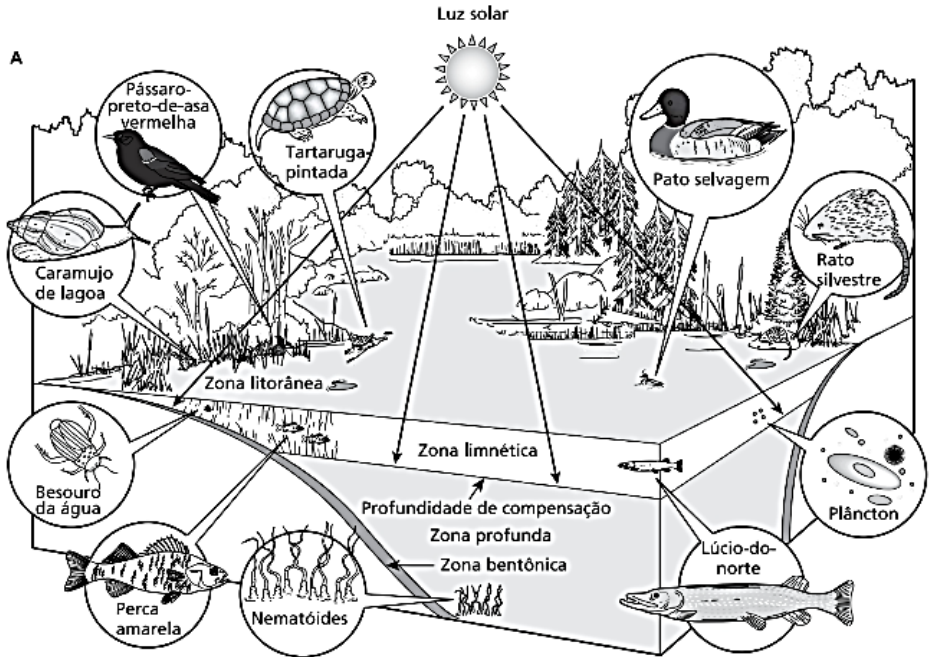 Luz solar
A
Pássaro-
preto-de-asa
vermelha
Tartaruga-
pintada
Pato selvagem
Caramujo
de lagoa
Rato
silvestre
Zona litorânea
Zona limnética
Besouro
da água
Profundidade de compensação
Plâncton
Zona profunda
Zona bentônica
Lúcio-do-
norte
Perca
amarela
Nematóides